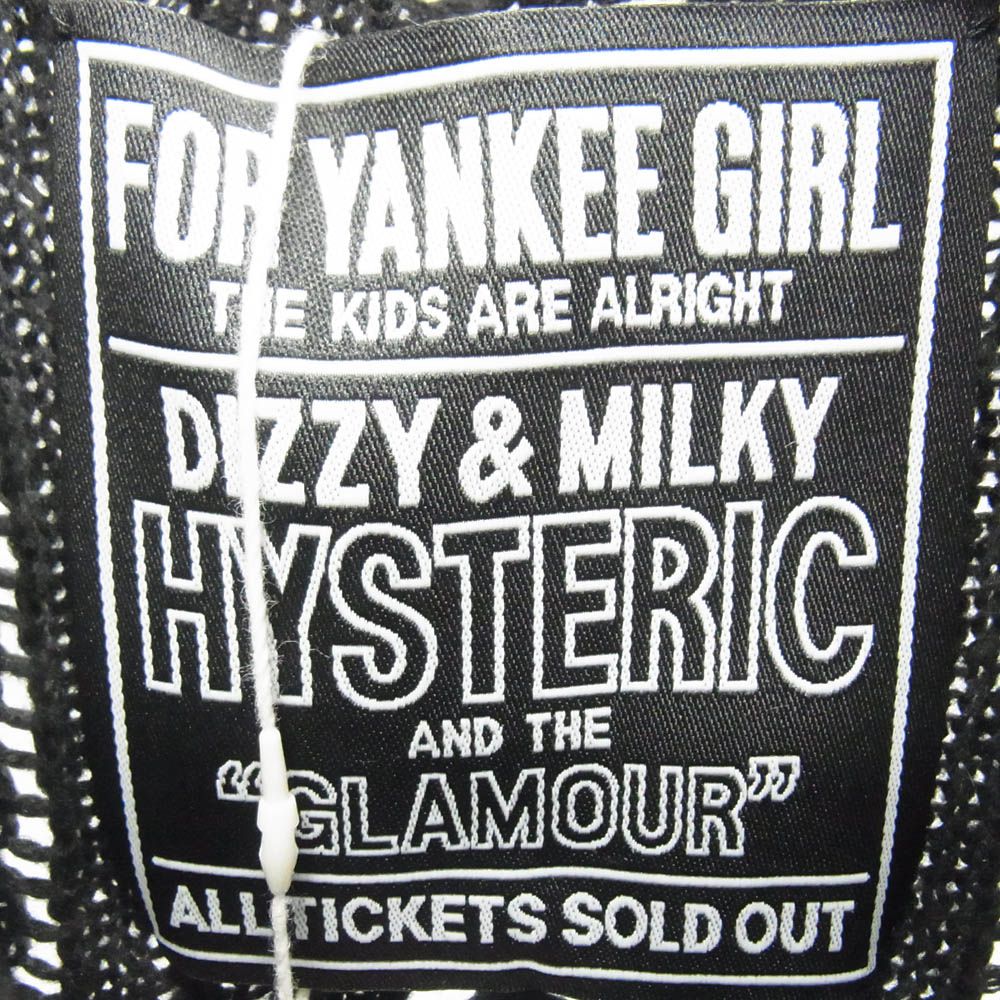 FOR YANKEE GIRL
THE KIDS ARE ALRIGHT
DIZZY & MILKY
HYSTERIC
AND THE
“GLAMOUR”
ALL TICKETS SOLD OUT